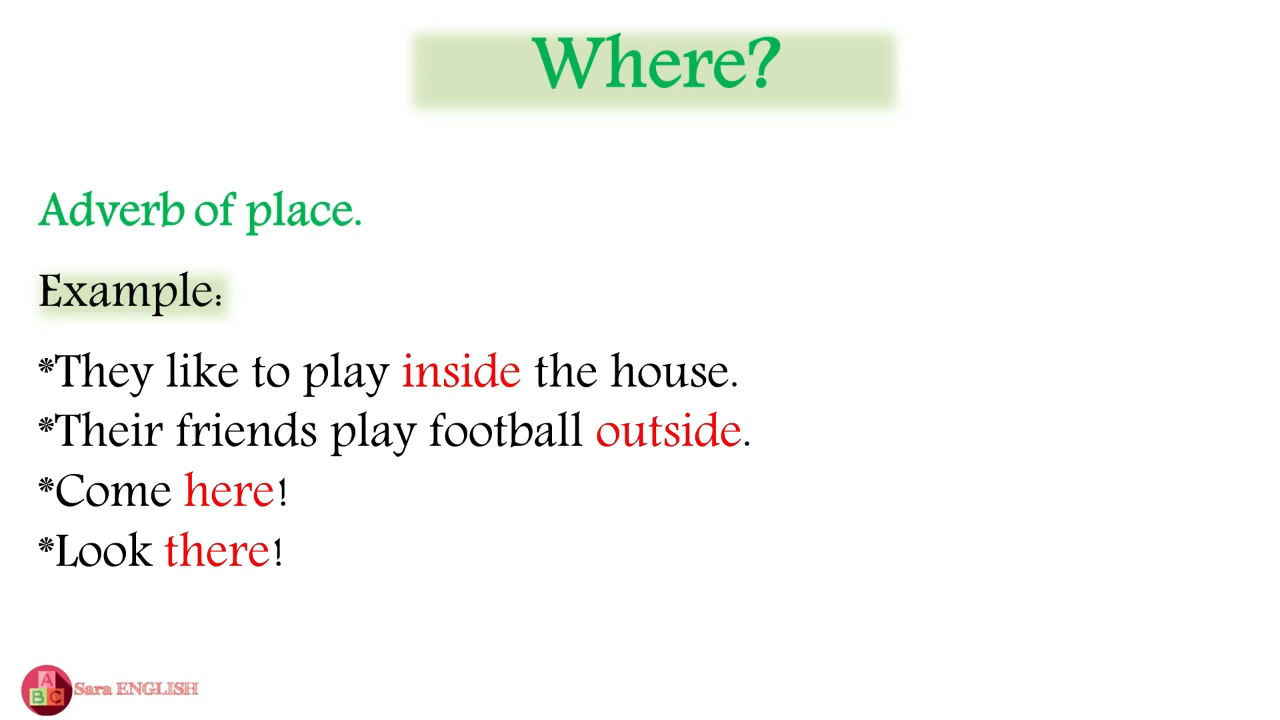 Where?
Adverb of place.
Example:
*They like to play inside the house.
*Their friends play football outside.
*Come here!
*Look there!
A
B C
Sara ENGLISH